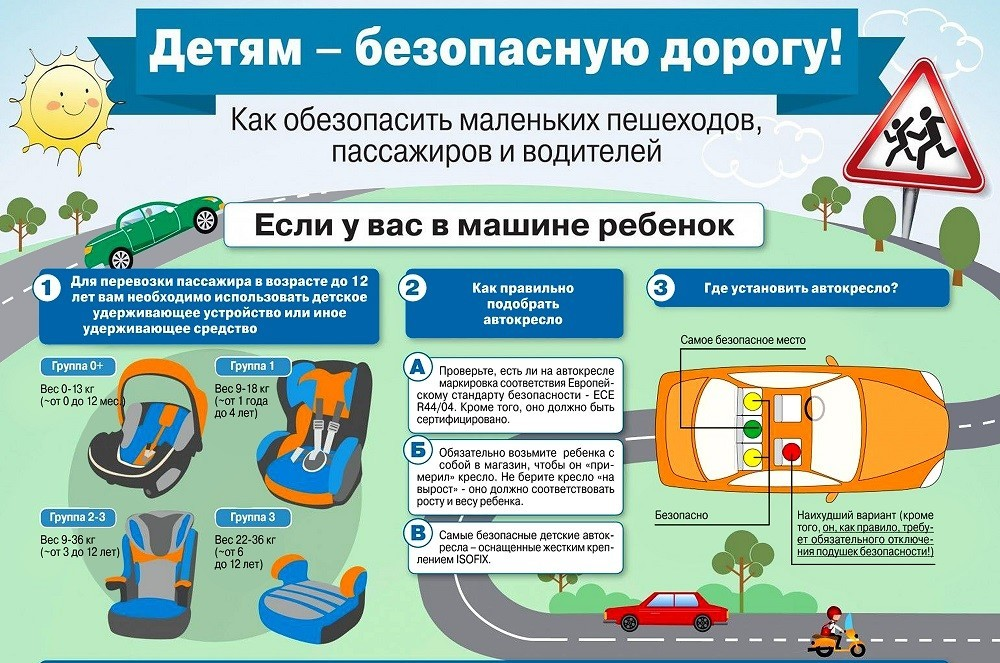 Детям – безопасную дорогу!
Как обезопасить маленьких пешеходов,
пассажиров и водителей
Если у вас в машине ребенок
1
Для перевозки пассажира в возрасте до 12
лет вам необходимо использовать детское
удерживающее устройство или иное
удерживающее средство
Группа 0+
Вес 0-13 кг
(~от 0 до 12 мес.)
Группа 1
Вес 9-18 кг
(~от 1 года
до 4 лет)
Группа 2-3
Вес 9-36 кг
(~от 3 до 12 лет)
Группа 3
Вес 22-36 кг
(~от 6
до 12 лет)
2
Как правильно
подобрать
автокресло
А
Проверьте, есть ли на автокресле
маркировка соответствия Европей-
скому стандарту безопасности - ECE
R44/04. Кроме того, оно должно быть
сертифицировано.
Б
Обязательно возьмите ребенка с
собой в магазин, чтобы он «при-
мерил» кресло. Не берите кресло «на
вырост» - оно должно соответствовать
росту и весу ребенка.
В
Самые безопасные детские авток-
ресла – оснащенные жестким креп-
лением ISOFIX.
3
Где установить автокресло?
Самое безопасное место
Безопасно
Наихудший вариант (кроме
того, он, как правило, требу-
ет обязательного отключе-
ния подушек безопасности!)